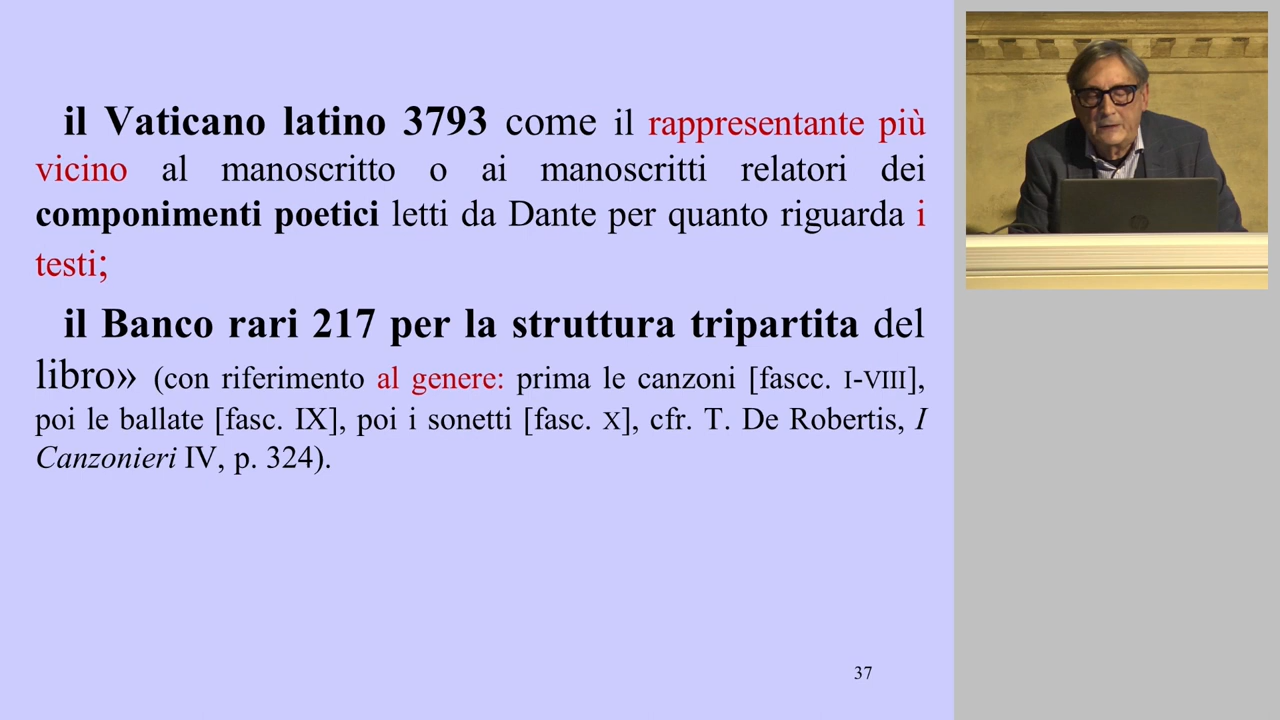 il Vaticano latino 3793 come il rappresentante più
vicino al manoscritto o ai manoscritti relatori dei
componimenti poetici letti da Dante per quanto riguarda i
testi;
il Banco rari 217 per la struttura tripartita del
libro» (con riferimento al genere: prima le canzoni [fascc. I-VIII],
poi le ballate [fasc. IX], poi i sonetti [fasc. X], cfr. T. De Robertis, I
Canzonieri IV, p. 324).
37